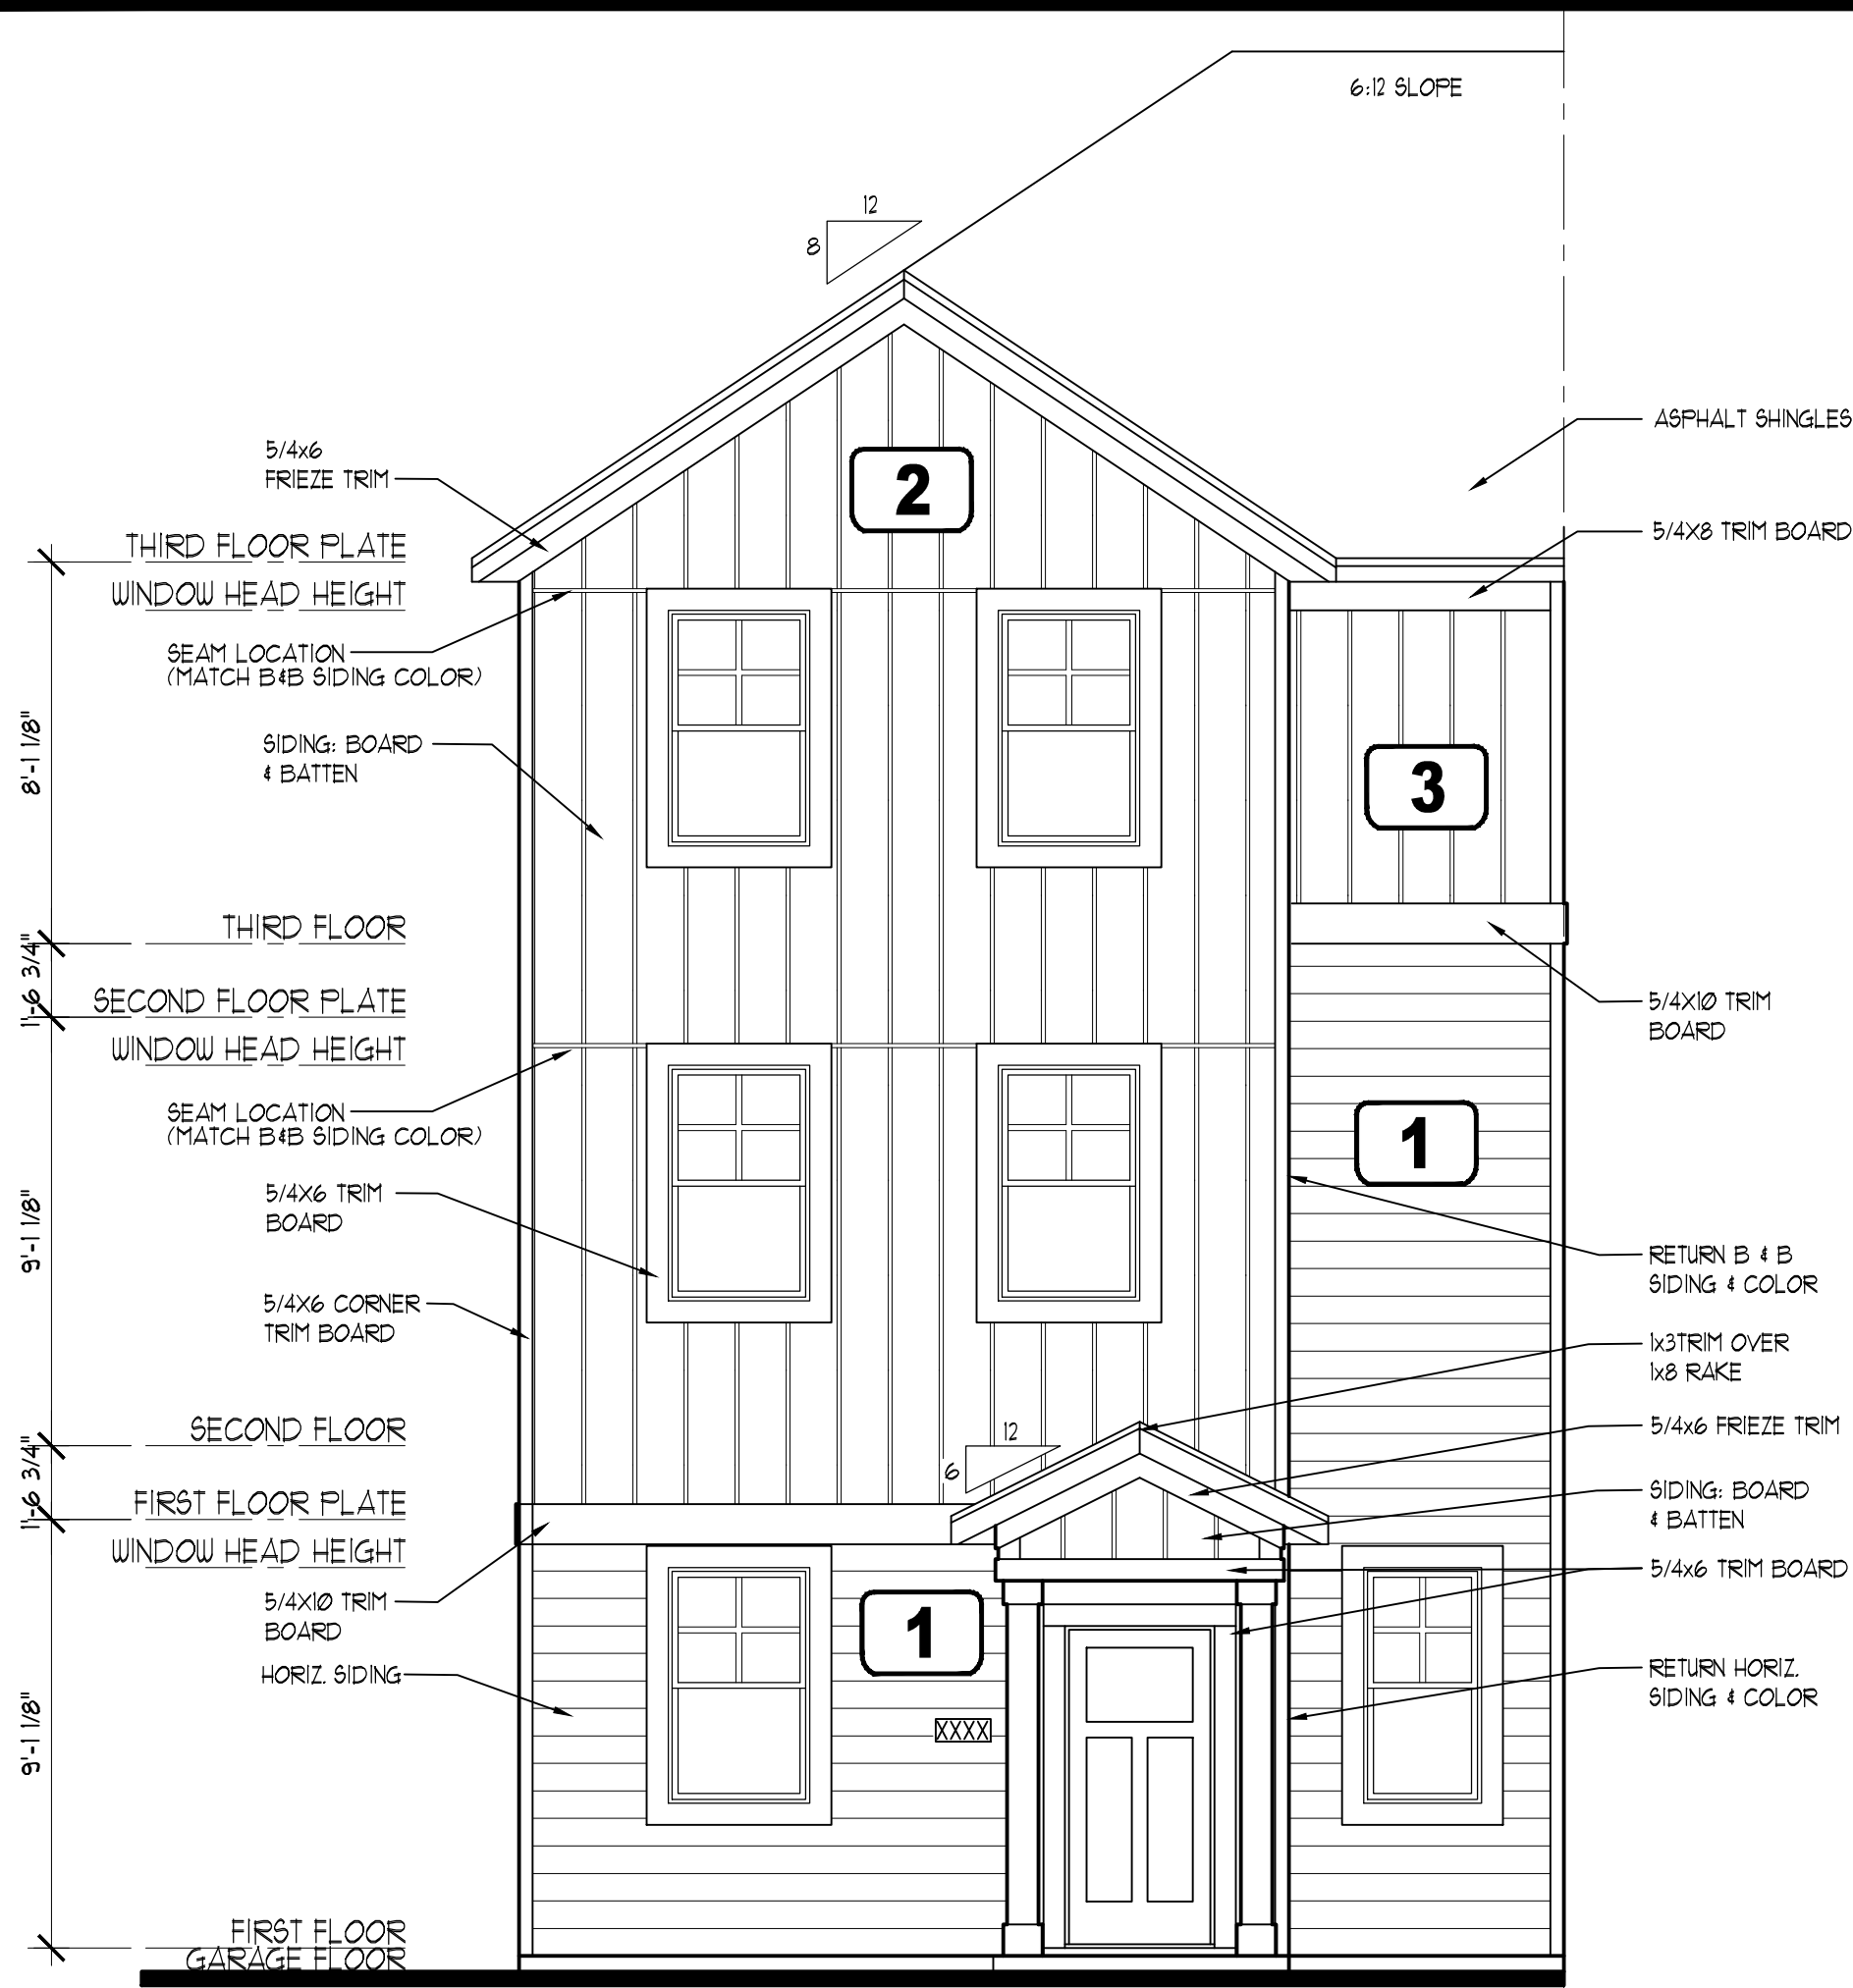 6:12 SLOPE
12
8
ASPHALT SHINGLES
5/4x6
FRIEZE TRIM
5/4X8 TRIM BOARD
2
THIRD FLOOR PLATE
WINDOW HEAD HEIGHT
SEAM LOCATION
(MATCH B&B SIDING COLOR)
8'-1 1/8"
SIDING: BOARD
& BATTEN
3
THIRD FLOOR
1'-6 3/4"
SECOND FLOOR PLATE
5/4X10 TRIM
BOARD
WINDOW HEAD HEIGHT
SEAM LOCATION
(MATCH B&B SIDING COLOR)
1
5/4X6 TRIM
BOARD
9'-1 1/8"
RETURN B & B
SIDING & COLOR
5/4X6 CORNER
TRIM BOARD
1x3TRIM OVER
1x8 RAKE
SECOND FLOOR
12
6
5/4x6 FRIEZE TRIM
1'-6 3/4"
FIRST FLOOR PLATE
SIDING: BOARD
& BATTEN
WINDOW HEAD HEIGHT
5/4x6 TRIM BOARD
5/4X10 TRIM
BOARD
1
HORIZ. SIDING
RETURN HORIZ.
SIDING & COLOR
9'-1 1/8"
XXXX
FIRST FLOOR
GARAGE FLOOR